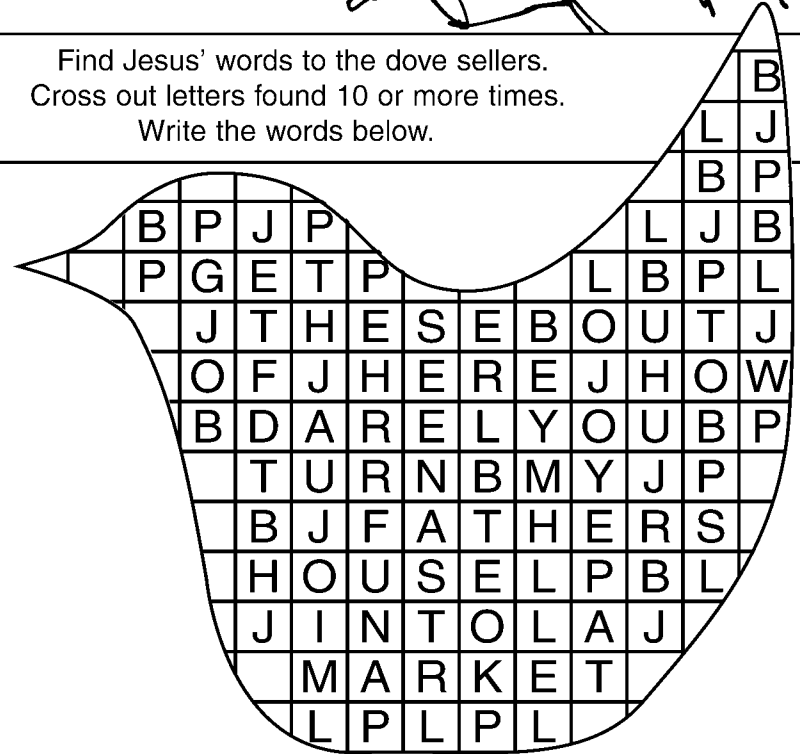 Find Jesus' words to the dove sellers.
Cross out letters found 10 or more times.
Write the words below.
B
L J
B P
B P J P L J B
P G E T P L B P L
J T H E S E B O U T J
O F J H E R E J H O W
B D A R E L Y O U B P
T U R N B M Y J P
B J F A T H E R S
H O U S E L P B L
J I N T O L A J
M A R K E T
L P L P L